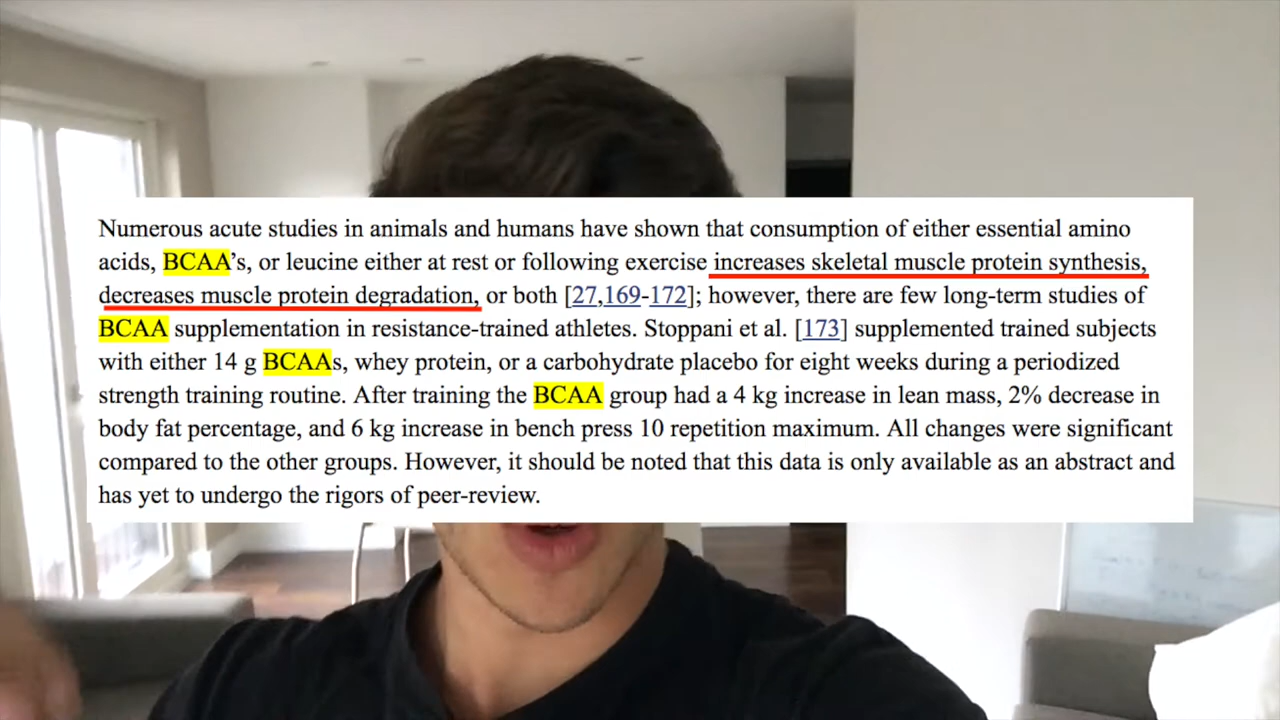 Numerous acute studies in animals and humans have shown that consumption of either essential amino
acids, BCAA's, or leucine either at rest or following exercise increases skeletal muscle protein synthesis,
decreases muscle protein degradation, or both [27,169-172]; however, there are few long-term studies of
BCAA supplementation in resistance-trained athletes. Stoppani et al. [173] supplemented trained subjects
with either 14 g BCAAs, whey protein, or a carbohydrate placebo for eight weeks during a periodized
strength training routine. After training the BCAA group had a 4 kg increase in lean mass, 2% decrease in
body fat percentage, and 6 kg increase in bench press 10 repetition maximum. All changes were significant
compared to the other groups. However, it should be noted that this data is only available as an abstract and
has yet to undergo the rigors of peer-review.